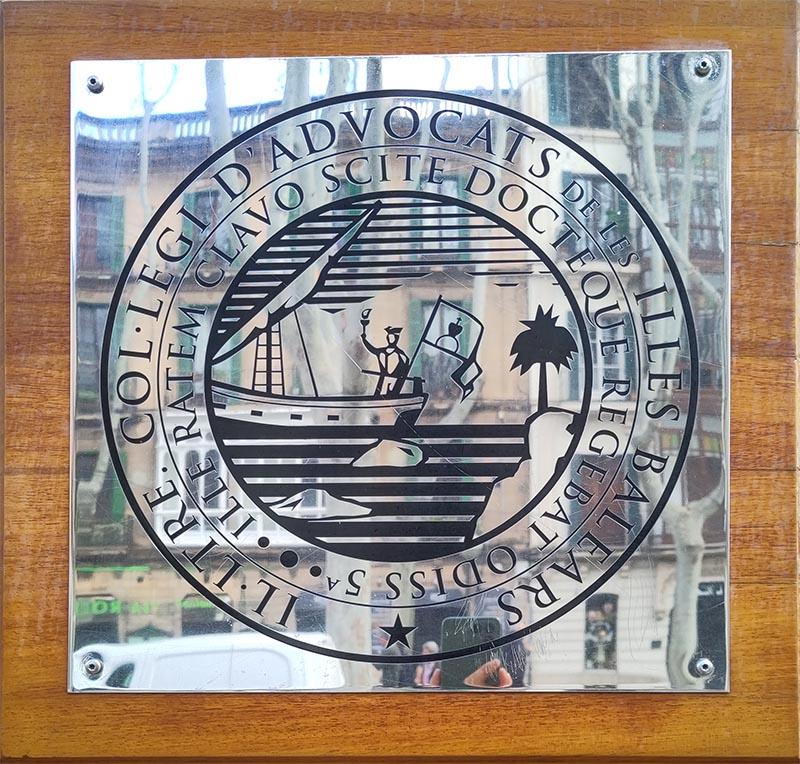 IL·LTRE. COL·LEGI D'ADVOCATS DE LES ILLES BALEARS
ILLE RATEM CLAVO SCITE DOCTEQUE REGEBAT ODISS 5A